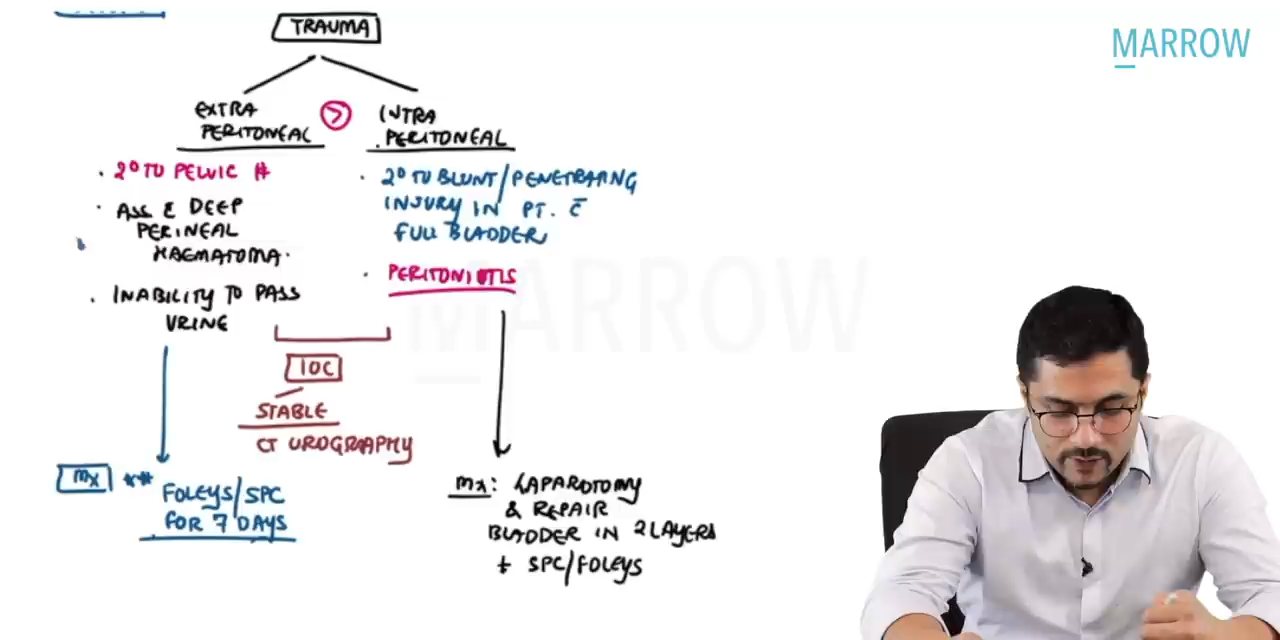 MARROW
TRAUMA
EXTRA
PERITONEAL
>
INTRA
PERITONEAL
. 2° TO PELVIC #
. ASS C̄ DEEP
PERINEAL
HAEMATOMA.
. INABILITY TO PASS
URINE
. 2° TO BLUNT/PENETRATING
INJURY IN PT. C̄
FULL BLADDER
. PERITONITIS
MARROW
IOC
STABLE
CT UROGRAPHY
Mx **
FOLEYS/SPC
FOR 7 DAYS
Mx: LAPAROTOMY
& REPAIR
BLADDER IN 2 LAYERS
+ SPC/FOLEYS